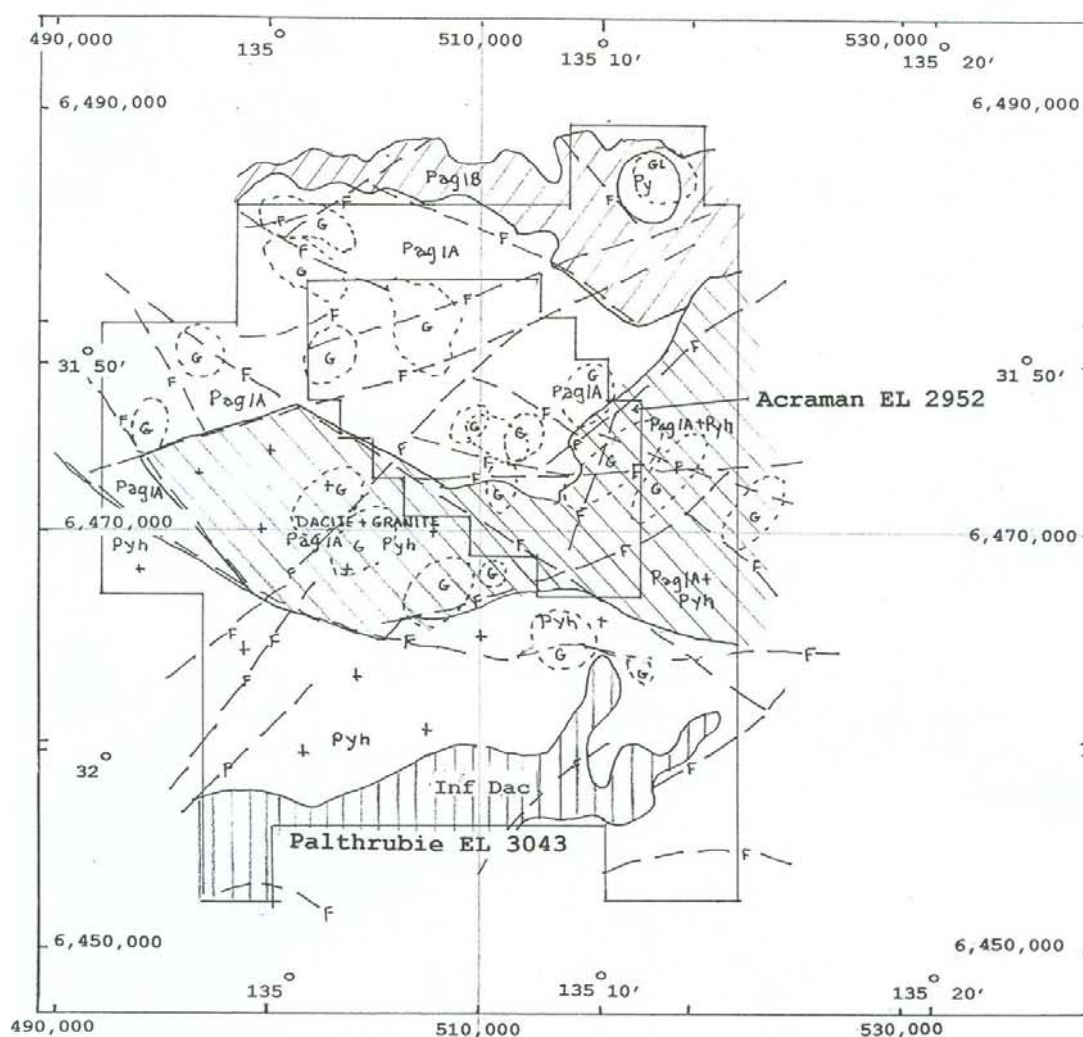 490,000 510,000 530,000
135° 135° 10′ 135° 20′
6,490,000 6,490,000
Pag1B
GL
Py
F
F
G
F
F
Pag1A
F
G
F
G
F
31° 50′ 31° 50′
F
G
G
F
F
G
Pag1A
F
Pag1A
Acraman EL 2952
F
G
G
G
F
F
Pag1A+Pyh
F
G
F
F
G
F
G
Pag1A
G
G
6,470,000 DACITE + GRANITE 6,470,000
Pyh
Pag1A
Pyh
G
F
F
F
F
G
G
Pag1A+
Pyh
F
F
Pyh
F
F
G
F
G
F
Pyh
F
F
32°
F
Inf Dac
Palthrubie EL 3043
F
F
6,450,000 6,450,000
135° 135° 10′ 135° 20′
490,000 510,000 530,000